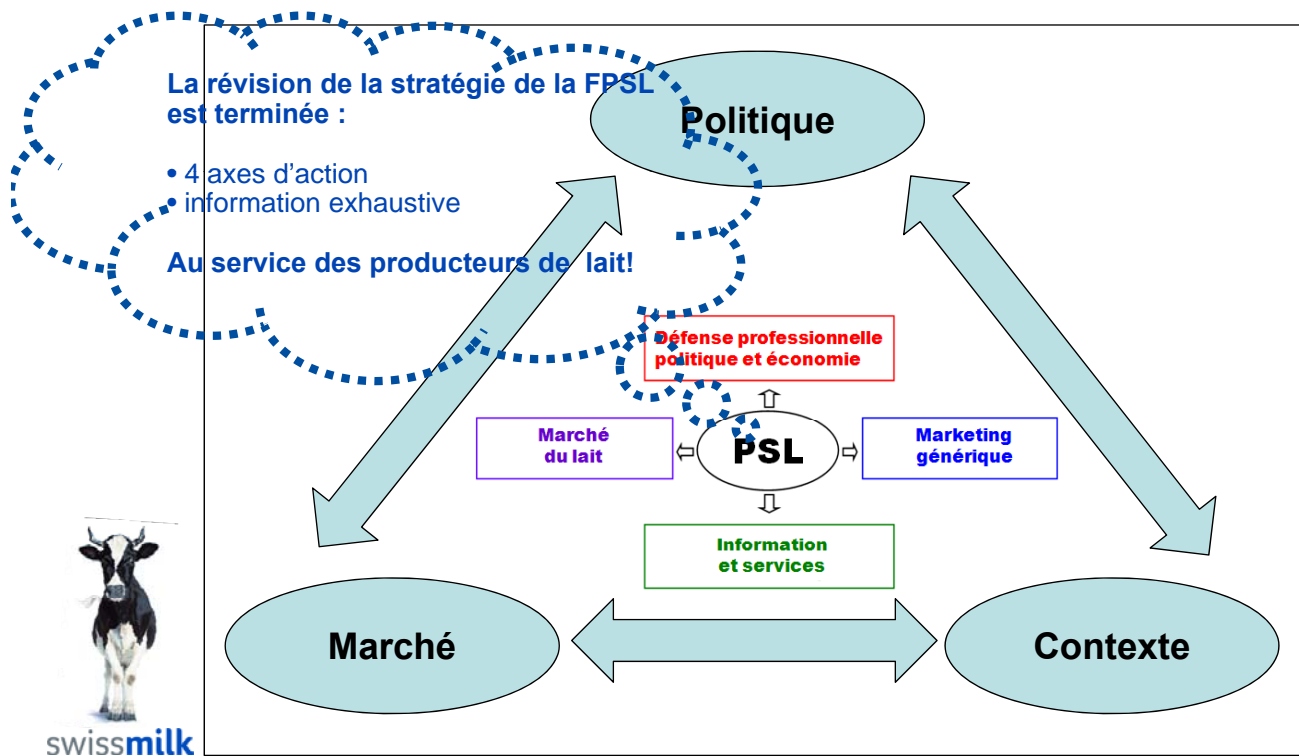 La révision de la stratégie de la FPSL
est terminée :
• 4 axes d'action
• information exhaustive
Au service des producteurs de lait!
Politique
Défense professionnelle
politique et économie
Marché
du lait
PSL
Marketing
générique
Information
et services
Marché
Contexte
swissmilk